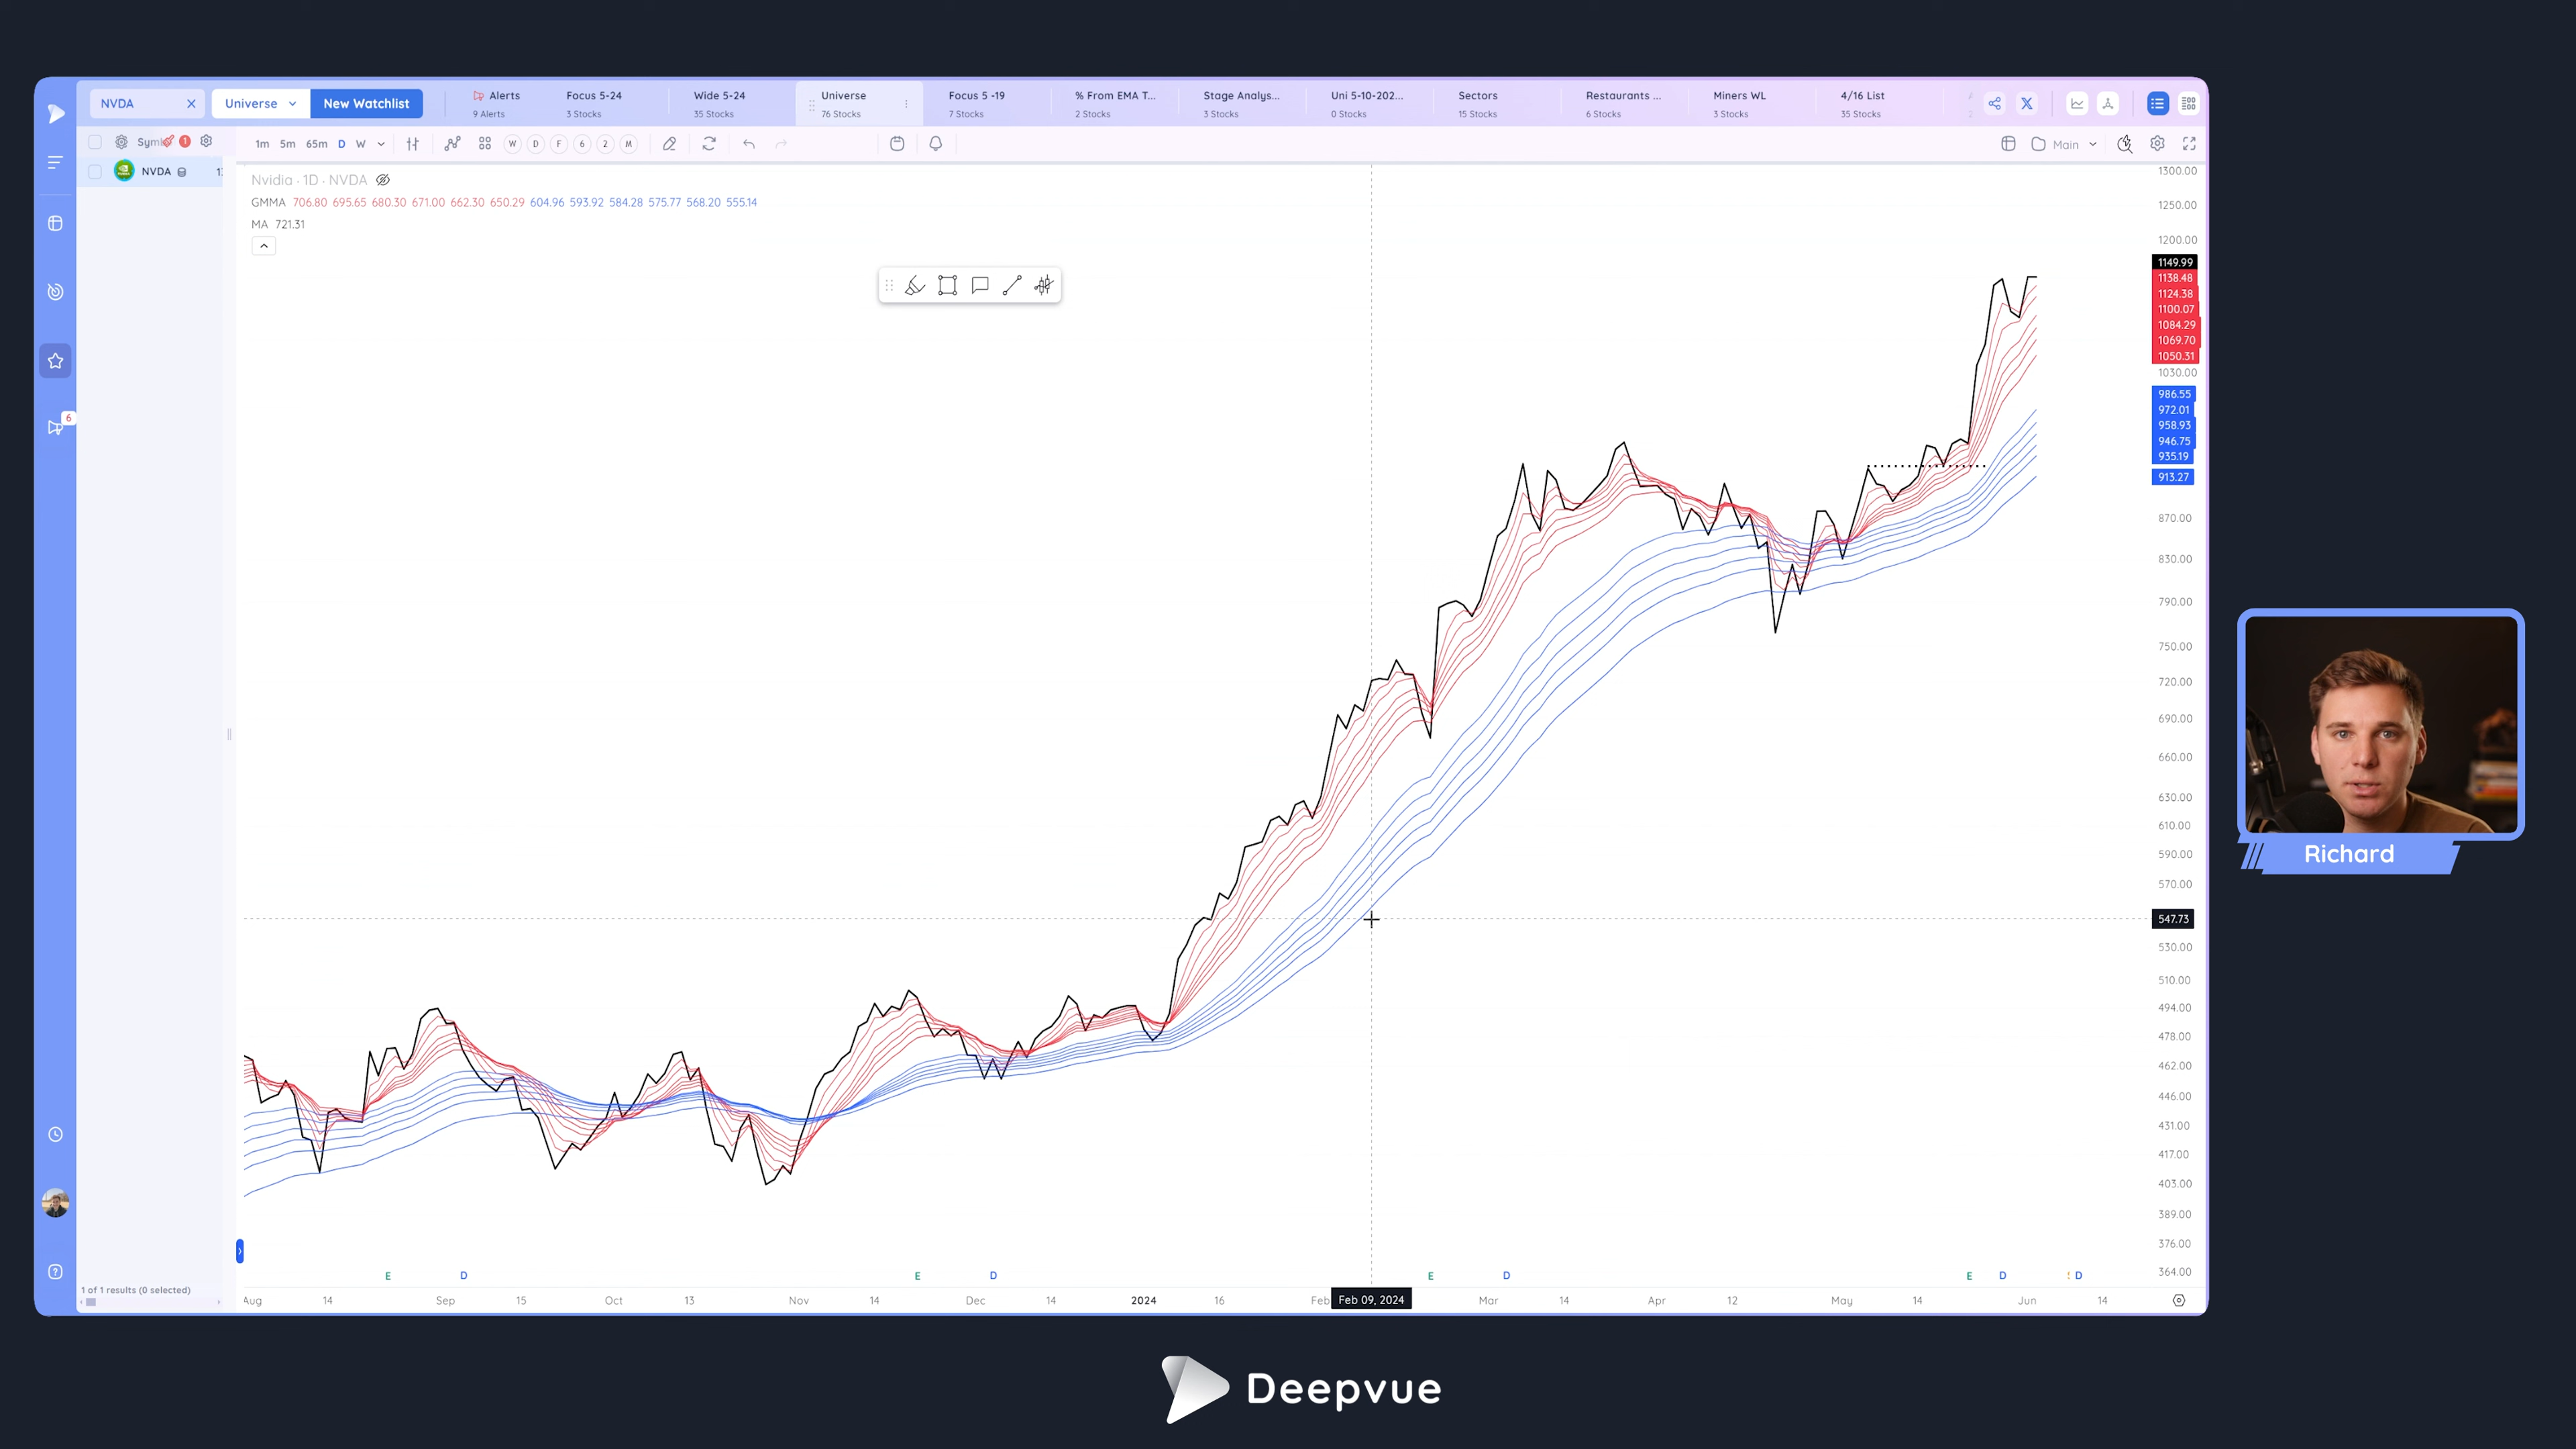 NVDA
Universe
New Watchlist
Alerts
9 Alerts
Focus 5-24
3 Stocks
Wide 5-24
35 Stocks
Universe
76 Stocks
Focus 5 -19
7 Stocks
% From EMA T...
2 Stocks
Stage Analys...
3 Stocks
Uni 5-10-202...
0 Stocks
Sectors
15 Stocks
Restaurants ...
6 Stocks
Miners WL
3 Stocks
4/16 List
35 Stocks
1
1m 5m 65m D W
W D F 6 2 M
Main
NVDA
Nvidia · 1D · NVDA
GMMA 706.80 695.65 680.30 671.00 662.30 650.29 604.96 593.92 584.28 575.77 568.20 555.14
MA 721.31
6
1300.00
1250.00
1200.00
1149.99
1138.48
1124.38
1100.07
1084.29
1069.70
1050.31
1030.00
986.55
972.01
958.93
946.75
935.19
913.27
870.00
830.00
790.00
750.00
720.00
690.00
660.00
630.00
610.00
590.00
570.00
547.73
530.00
510.00
494.00
478.00
462.00
446.00
431.00
417.00
403.00
389.00
376.00
364.00
E D E D E D E D D
1 of 1 results (0 selected)
Aug 14 Sep 15 Oct 13 Nov 14 Dec 14 2024 16 Feb Feb 09, 2024 Mar 14 Apr 12 May 14 Jun 14
Richard
Deepvue